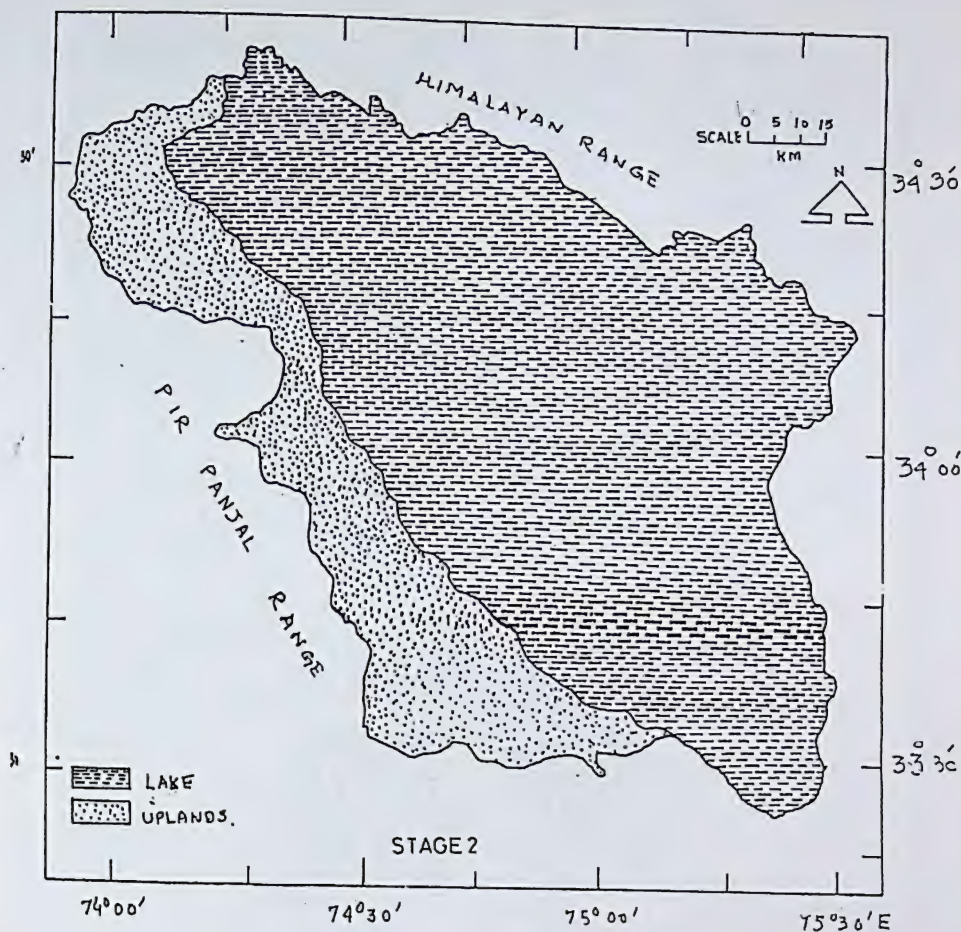 HIMALAYAN RANGE
SCALE 0 5 10 15
KM
N
30'
34°30
PIR PANJAL RANGE
34°00'
33°30
LAKE
UPLANDS.
STAGE 2
74°00'
74°30'
75°00'
75°30'E